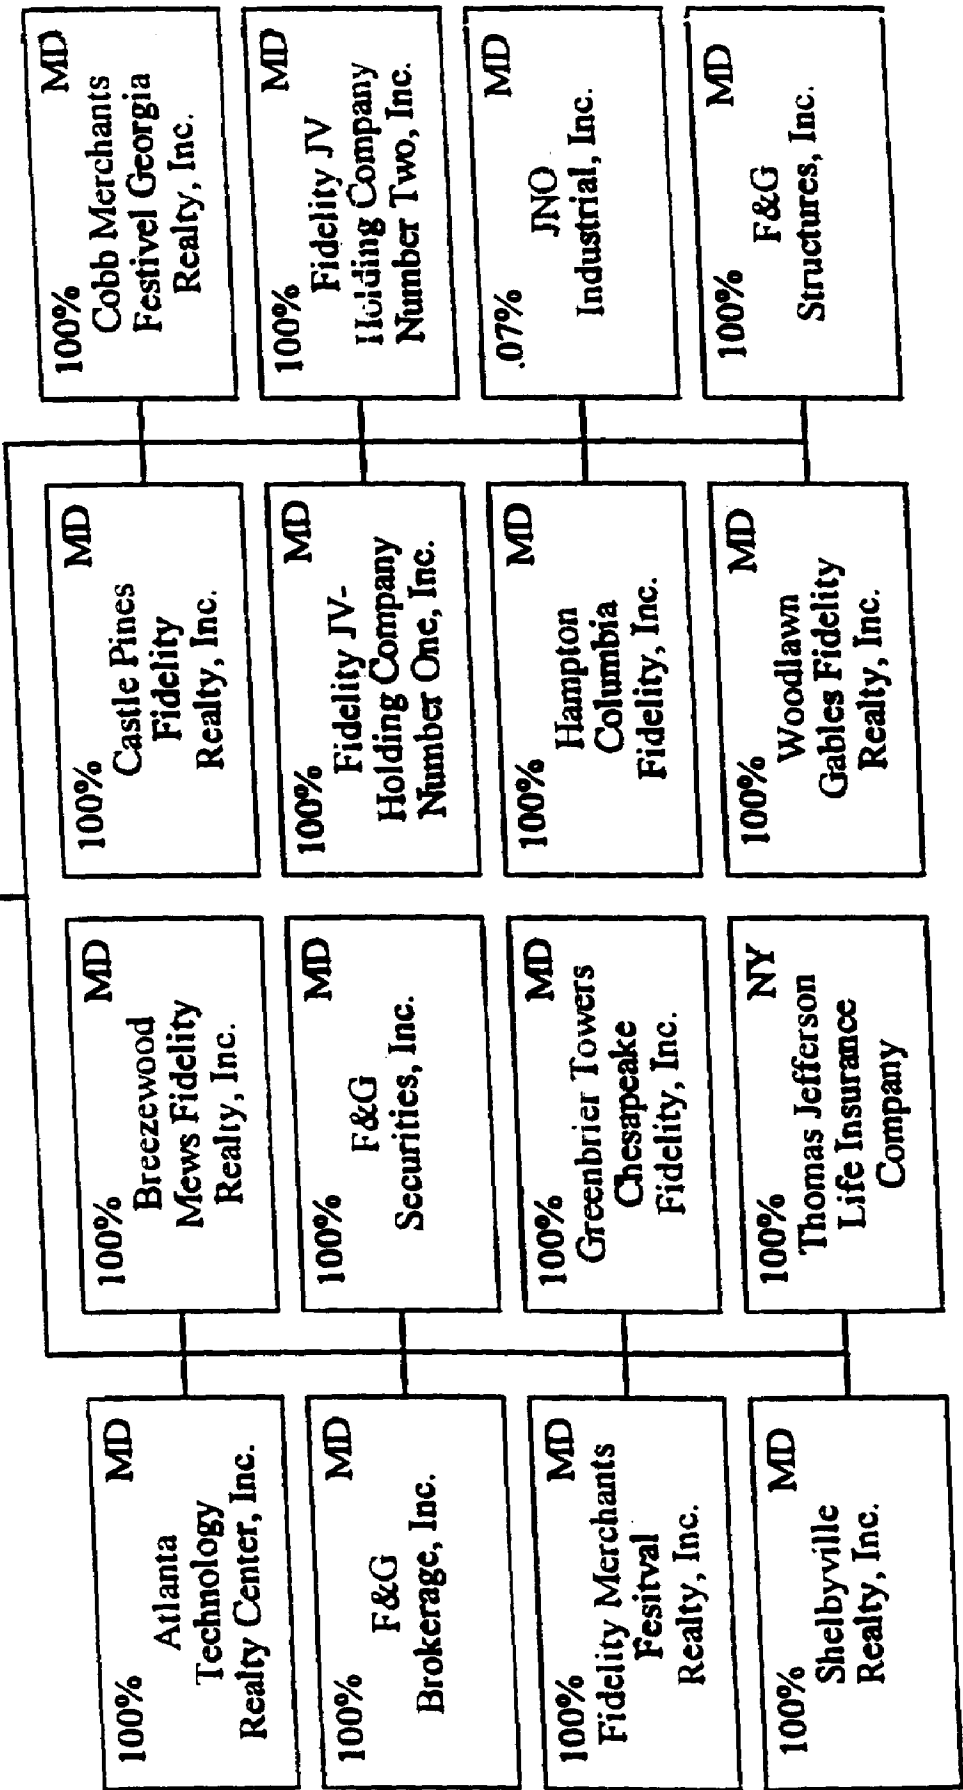 100% MD
Atlanta
Technology
Realty Center, Inc.
100% MD
Breezewood
Mews Fidelity
Realty, Inc.
100% MD
Castle Pines
Fidelity
Realty, Inc.
100% MD
Cobb Merchants
Festivel Georgia
Realty, Inc.
100% MD
F&G
Brokerage, Inc.
100% MD
F&G
Securities, Inc.
100% MD
Fidelity JV-
Holding Company
Number One, Inc.
100% MD
Fidelity JV
Holding Company
Number Two, Inc.
100% MD
Fidelity Merchants
Fesitval
Realty, Inc.
100% MD
Greenbrier Towers
Chesapeake
Fidelity, Inc.
100% MD
Hampton
Columbia
Fidelity, Inc.
.07% MD
JNO
Industrial, Inc.
100% MD
Shelbyville
Realty, Inc.
100% NY
Thomas Jefferson
Life Insurance
Company
100% MD
Woodlawn
Gables Fidelity
Realty, Inc.
100% MD
F&G
Structures, Inc.